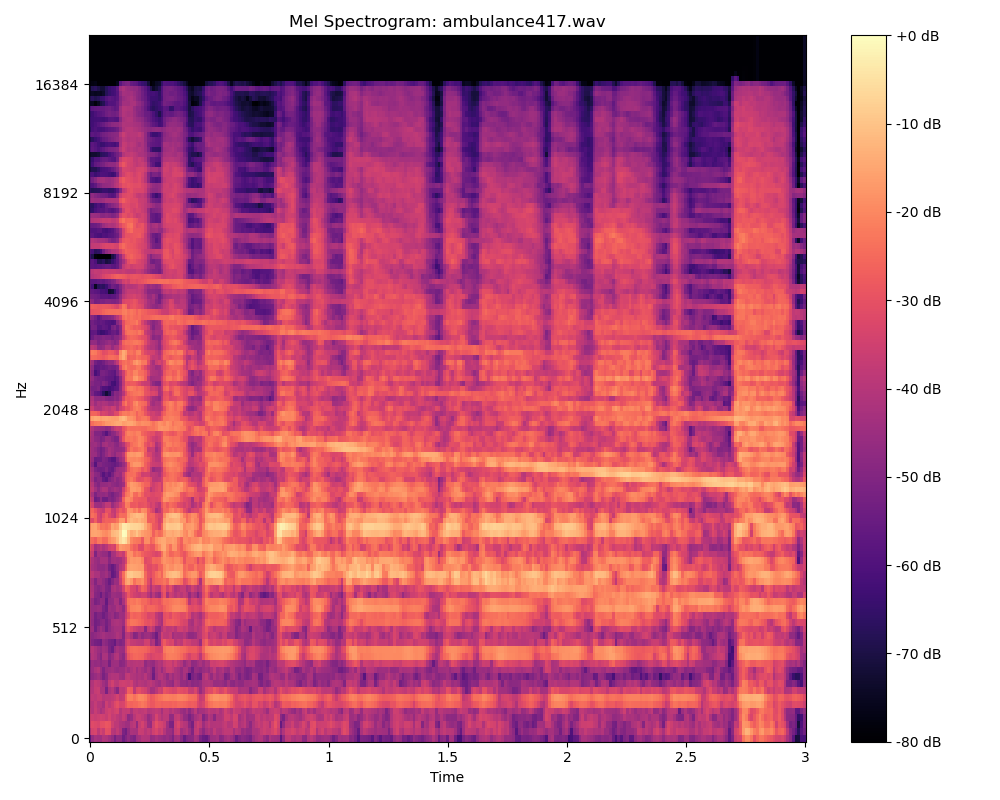 Mel Spectrogram: ambulance417.wav
+0 dB
16384
-10 dB
8192
-20 dB
4096
-30 dB
Hz
2048
-40 dB
-50 dB
1024
-60 dB
512
-70 dB
0
-80 dB
0 0.5 1 1.5 2 2.5 3
Time